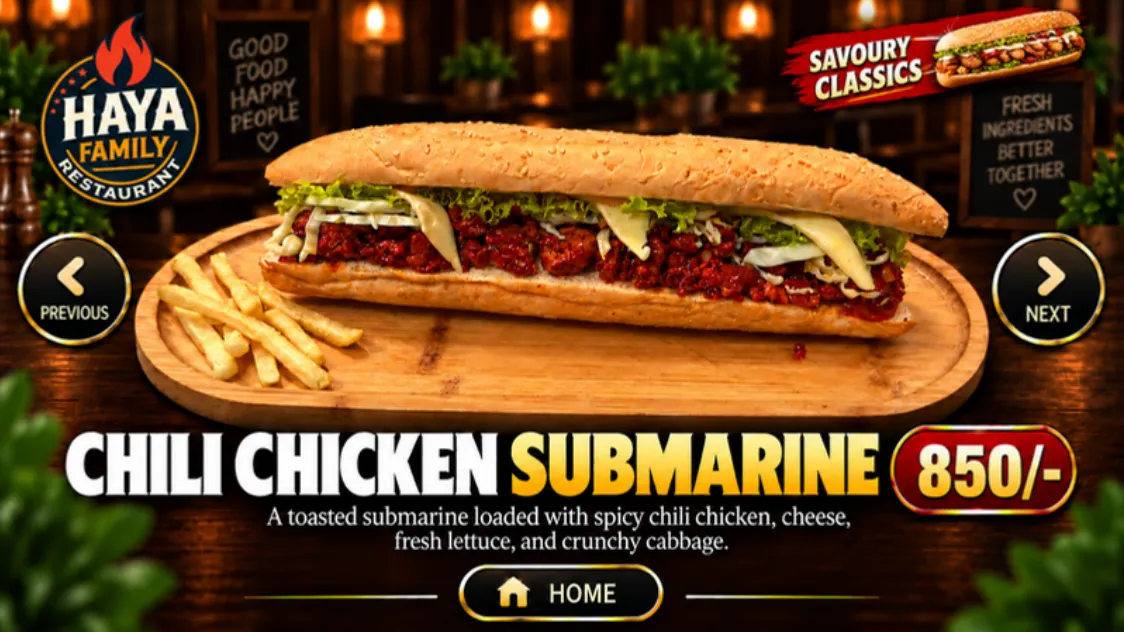 HAYA
FAMILY
RESTAURANT
GOOD
FOOD
HAPPY
PEOPLE
SAVOURY
CLASSICS
FRESH
INGREDIENTS
BETTER
TOGETHER
PREVIOUS
NEXT
CHILI CHICKEN SUBMARINE
850/-
A toasted submarine loaded with spicy chili chicken, cheese,
fresh lettuce, and crunchy cabbage.
HOME